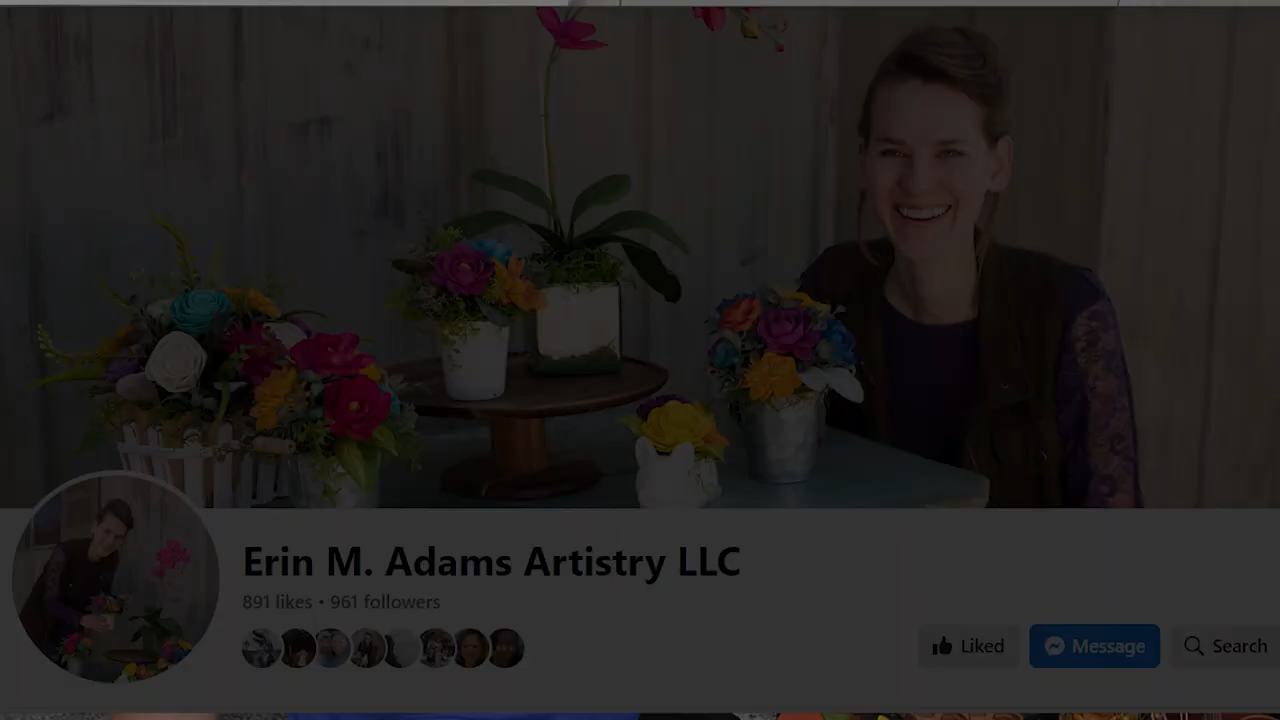 Erin M. Adams Artistry LLC
891 likes • 961 followers
Liked
Message
Search